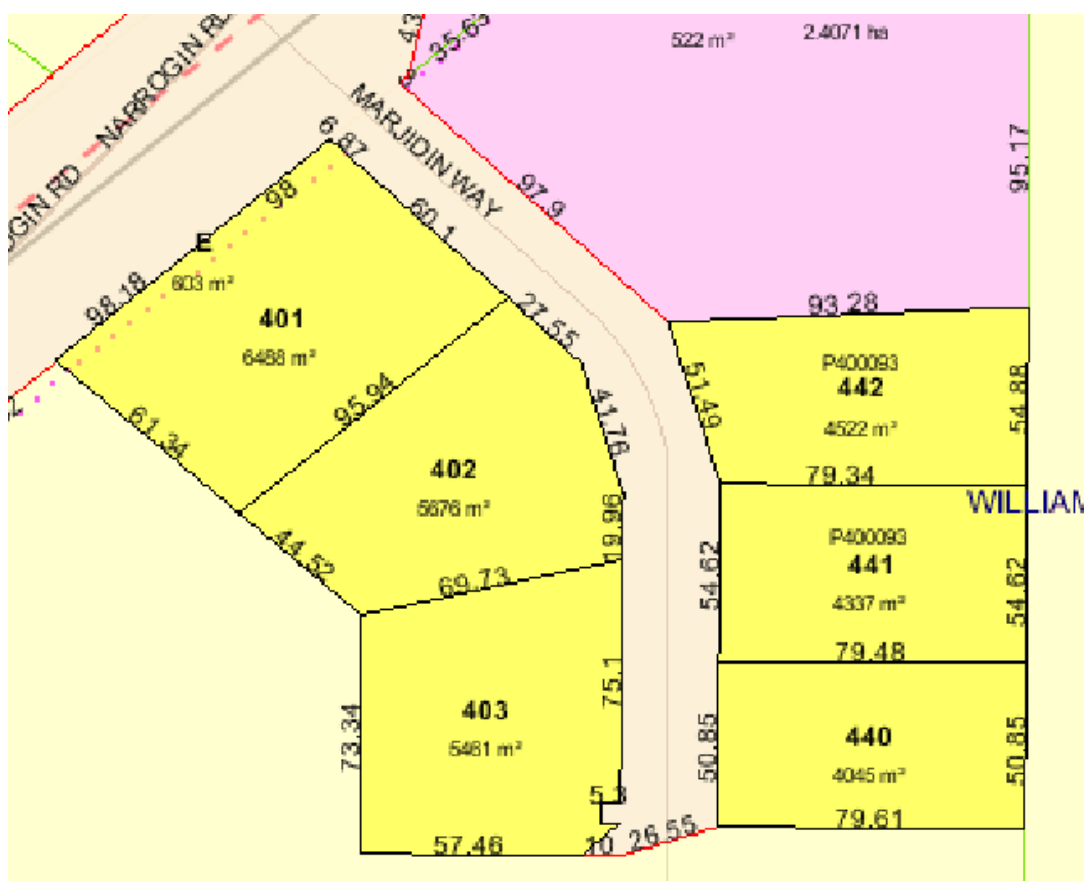 43
35.63
522 m²
2.4071 ha
NARROGIN RD
MARJIDIN WAY
95.17
6.87
97.9
98
60.1
E
603 m²
98.18
401
6468 m²
27.55
93.28
51.49
P400093
442
4522 m²
54.88
61.34
95.94
41.76
402
5676 m²
79.34
WILLIAM
19.96
44.52
69.73
54.62
P400093
441
4337 m²
54.62
79.48
75.1
403
5461 m²
73.34
50.85
440
4045 m²
50.85
5.3
79.61
57.46
10
26.55